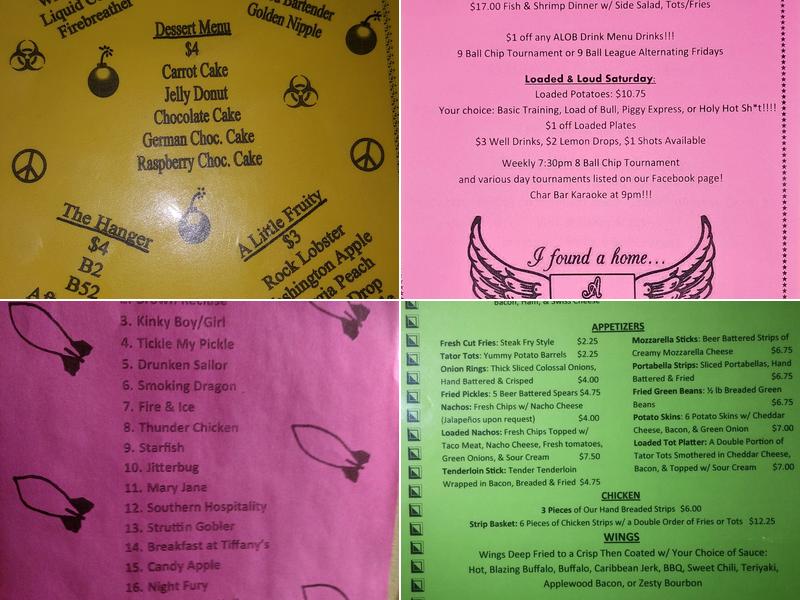 Liquid
Firebreather
Bartender
Golden Nipple
Dessert Menu
$4
Carrot Cake
Jelly Donut
Chocolate Cake
German Choc. Cake
Raspberry Choc. Cake
The Hanger
$4
B2
B52
A Little Fruity
$3
Rock Lobster
Washington Apple
Peach
Drop
$17.00 Fish & Shrimp Dinner w/ Side Salad, Tots/Fries
$1 off any ALOB Drink Menu Drinks!!!
9 Ball Chip Tournament or 9 Ball League Alternating Fridays
Loaded & Loud Saturday:
Loaded Potatoes: $10.75
Your choice: Basic Training, Load of Bull, Piggy Express, or Holy Hot Sh*t!!!!
$1 off Loaded Plates
$3 Well Drinks, $2 Lemon Drops, $1 Shots Available
Weekly 7:30pm 8 Ball Chip Tournament
and various day tournaments listed on our Facebook page!
Char Bar Karaoke at 9pm!!!
I found a home...
A
2. Brown Recluse
3. Kinky Boy/Girl
4. Tickle My Pickle
5. Drunken Sailor
6. Smoking Dragon
7. Fire & Ice
8. Thunder Chicken
9. Starfish
10. Jitterbug
11. Mary Jane
12. Southern Hospitality
13. Struttin Gobler
14. Breakfast at Tiffany's
15. Candy Apple
16. Night Fury
Bacon, Ham, & Swiss Cheese
APPETIZERS
Fresh Cut Fries: Steak Fry Style $2.25
Tator Tots: Yummy Potato Barrels $2.25
Onion Rings: Thick Sliced Colossal Onions,
Hand Battered & Crisped $4.00
Fried Pickles: 5 Beer Battered Spears $4.75
Nachos: Fresh Chips w/ Nacho Cheese
(Jalapeños upon request) $4.00
Loaded Nachos: Fresh Chips Topped w/
Taco Meat, Nacho Cheese, Fresh tomatoes,
Green Onions, & Sour Cream $7.50
Tenderloin Stick: Tender Tenderloin
Wrapped in Bacon, Breaded & Fried $4.75
Mozzarella Sticks: Beer Battered Strips of
Creamy Mozzarella Cheese $6.75
Portabella Strips: Sliced Portabellas, Hand
Battered & Fried $6.75
Fried Green Beans: ½ lb Breaded Green
Beans $6.75
Potato Skins: 6 Potato Skins w/ Cheddar
Cheese, Bacon, & Green Onion $7.00
Loaded Tot Platter: A Double Portion of
Tator Tots Smothered in Cheddar Cheese,
Bacon, & Topped w/ Sour Cream $7.00
CHICKEN
3 Pieces of Our Hand Breaded Strips $6.00
Strip Basket: 6 Pieces of Chicken Strips w/ a Double Order of Fries or Tots $12.25
WINGS
Wings Deep Fried to a Crisp Then Coated w/ Your Choice of Sauce:
Hot, Blazing Buffalo, Buffalo, Caribbean Jerk, BBQ, Sweet Chili, Teriyaki,
Applewood Bacon, or Zesty Bourbon